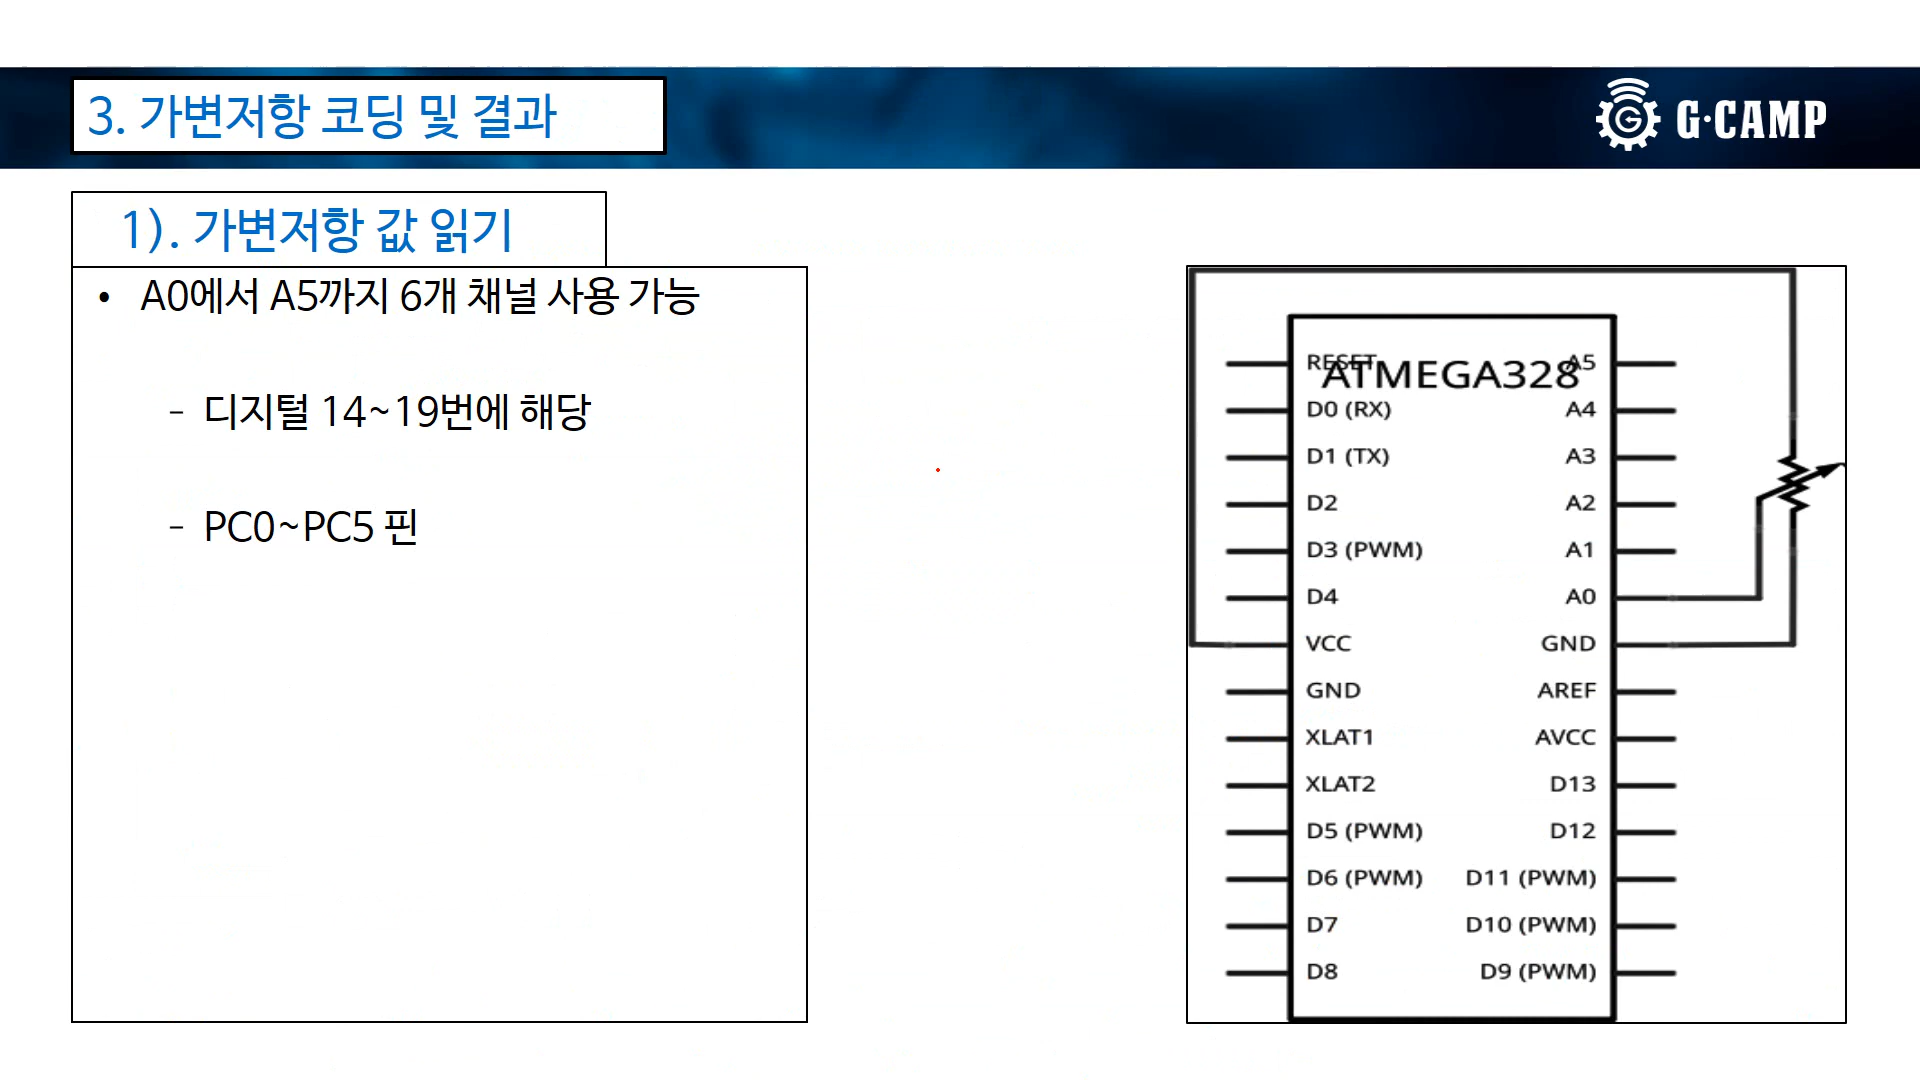 3. 가변저항 코딩 및 결과
G·CAMP
1). 가변저항 값 읽기
• A0에서 A5까지 6개 채널 사용 가능
- 디지털 14~19번에 해당
- PC0~PC5 핀
ATMEGA328
RESET A5
D0 (RX) A4
D1 (TX) A3
D2 A2
D3 (PWM) A1
D4 A0
VCC GND
GND AREF
XLAT1 AVCC
XLAT2 D13
D5 (PWM) D12
D6 (PWM) D11 (PWM)
D7 D10 (PWM)
D8 D9 (PWM)